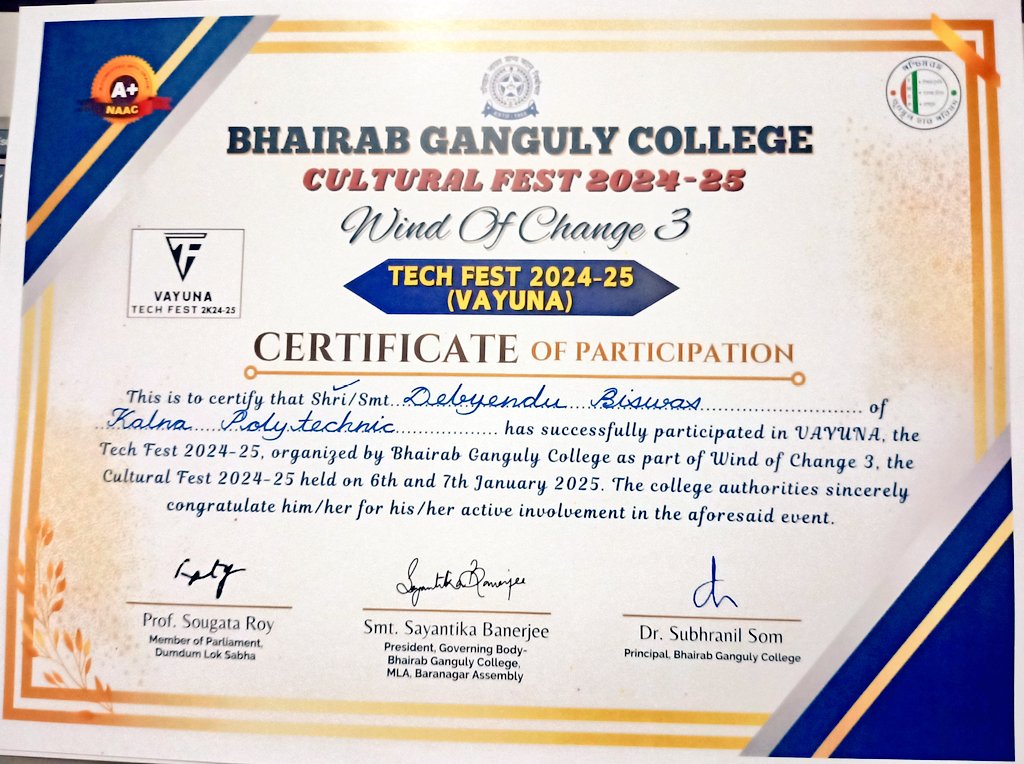 A+
NAAC
ESTD - 1968
BHAIRAB GANGULY COLLEGE
CULTURAL FEST 2024-25
Wind Of Change 3
VAYUNA
TECH FEST 2K24-25
TECH FEST 2024-25
(VAYUNA)
CERTIFICATE OF PARTICIPATION
This is to certify that Shri/Smt...Debyendu Biswas.............................. of
...Kalna Polytechnic.................. has successfully participated in VAYUNA, the
Tech Fest 2024-25, organized by Bhairab Ganguly College as part of Wind of Change 3, the
Cultural Fest 2024-25 held on 6th and 7th January 2025. The college authorities sincerely
congratulate him/her for his/her active involvement in the aforesaid event.
Sayantika Banerjee
Prof. Sougata Roy
Member of Parliament,
Dumdum Lok Sabha
Smt. Sayantika Banerjee
President, Governing Body-
Bhairab Ganguly College,
MLA, Baranagar Assembly
Dr. Subhranil Som
Principal, Bhairab Ganguly College